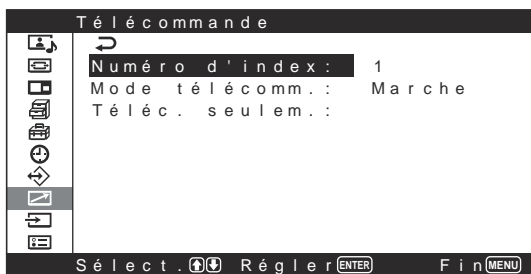 Télécommande
Numéro d'index: 1
Mode télécomm.: Marche
Téléc. seulem.:
Sélect. Régler ENTER Fin MENU